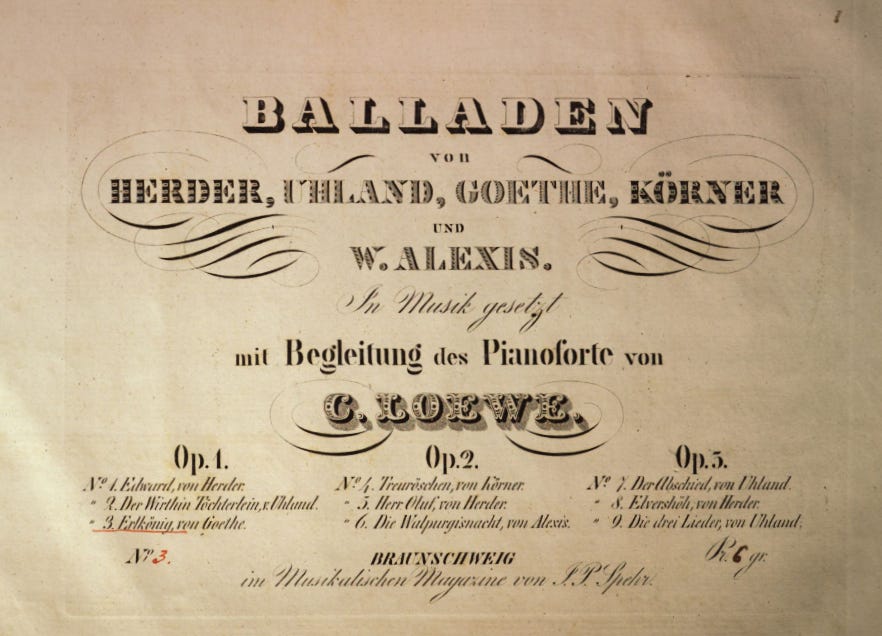 1
BALLADEN
von
HERDER, UHLAND, GOETHE, KÖRNER
UND
W. ALEXIS.
In Musik gesetzt
mit Begleitung des Pianoforte von
C. LOEWE.
Op. 1.
No 1. Edward, von Herder.
" 2. Der Wirthin Töchterlein, v. Uhland.
" 3. Erlkönig, von Goethe.
Op. 2.
No 4. Treuröschen, von Körner.
" 5. Herr Oluf, von Herder.
" 6. Die Walpurgisnacht, von Alexis.
Op. 3.
No 7. Der Abschied, von Uhland.
" 8. Elvershöh, von Herder.
" 9. Die drei Lieder, von Uhland.
No 3.
BRAUNSCHWEIG
Pr. 6 gr.
im Musikalischen Magazine von J. P. Spehr.